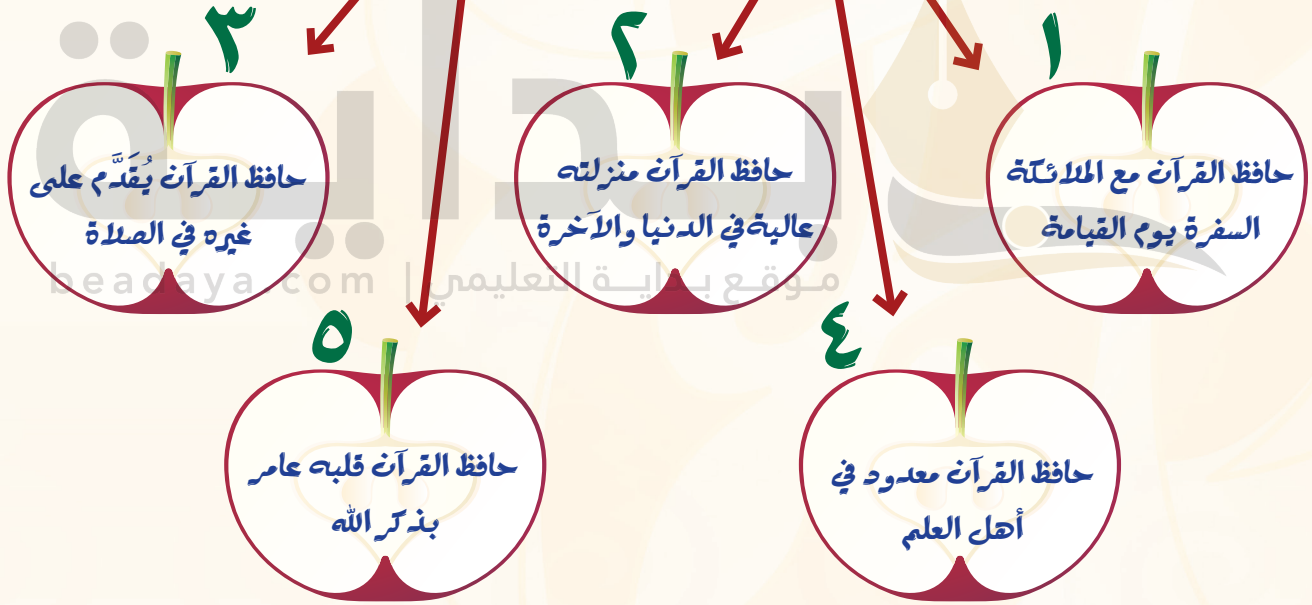 ١
حافظ القرآن مع الملائكة
السفرة يوم القيامة
٢
حافظ القرآن منزلته
عالية في الدنيا والآخرة
٣
حافظ القرآن يُقَدَّم على
غيره في الصلاة
٤
حافظ القرآن معدود في
أهل العلم
٥
حافظ القرآن قلبه عامر
بذكر الله
بداية
موقع بداية التعليمي | beadaya.com